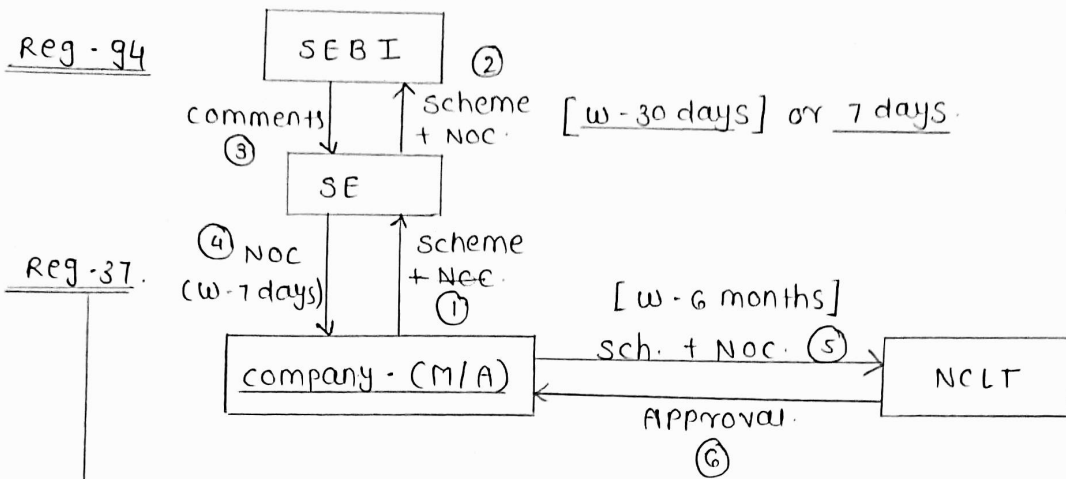 Reg - 94
SEBI
②
comments
③
scheme
+ NOC.
[w - 30 days] or 7 days.
SE
④ NOC
(w - 7 days)
scheme
+ NCC.
①
Reg - 37.
[w - 6 months]
sch. + NOC. ⑤
company - (M/A)
NCLT
Approval.
⑥